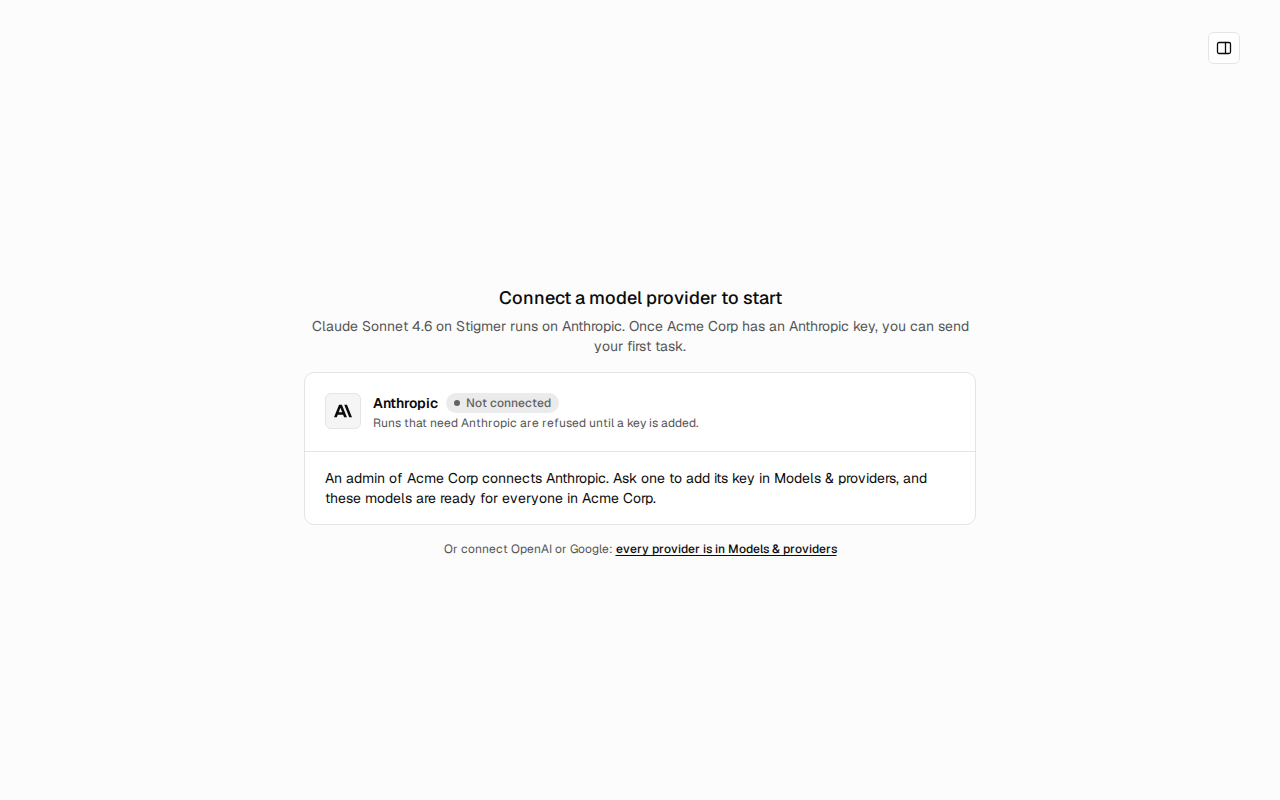 Connect a model provider to start
Claude Sonnet 4.6 on Stigmer runs on Anthropic. Once Acme Corp has an Anthropic key, you can send
your first task.
Anthropic
Not connected
Runs that need Anthropic are refused until a key is added.
An admin of Acme Corp connects Anthropic. Ask one to add its key in Models & providers, and
these models are ready for everyone in Acme Corp.
Or connect OpenAI or Google: every provider is in Models & providers